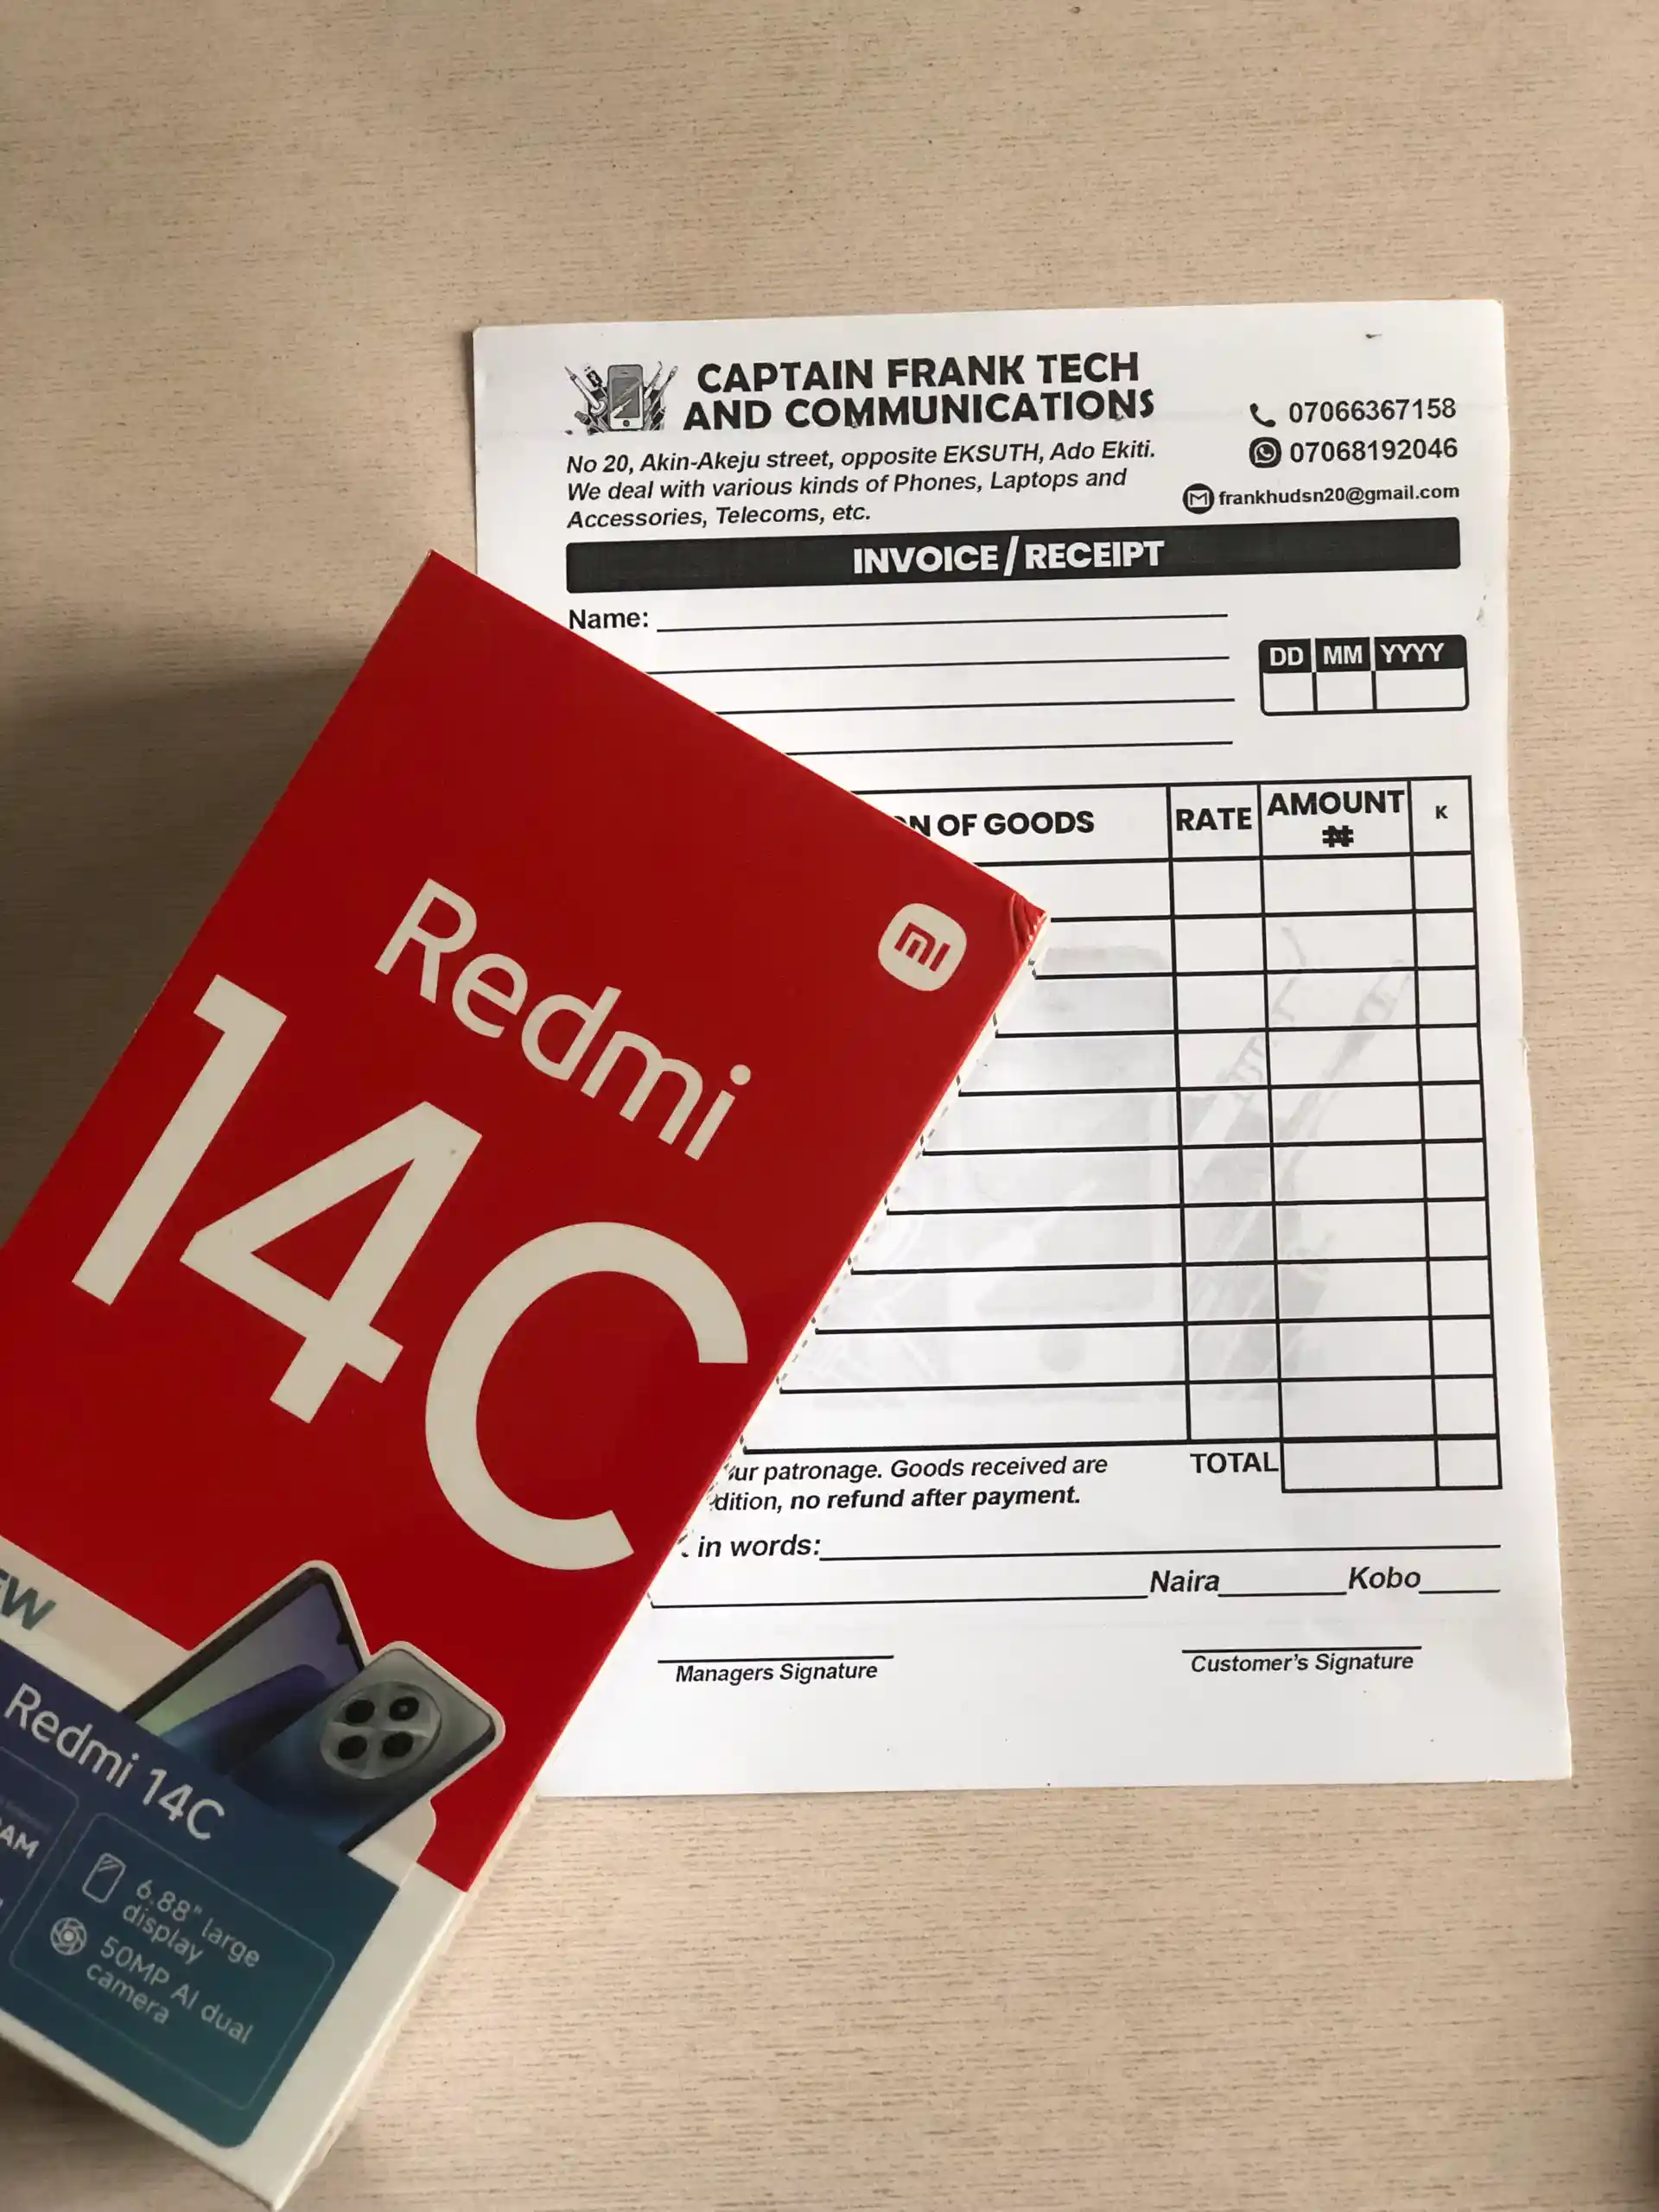 CAPTAIN FRANK TECH
AND COMMUNICATIONS
No 20, Akin-Akeju street, opposite EKSUTH, Ado Ekiti.
We deal with various kinds of Phones, Laptops and
Accessories, Telecoms, etc.
07066367158
07068192046
frankhudsn20@gmail.com
INVOICE/RECEIPT
Name:
DD MM YYYY
OF GOODS RATE AMOUNT K
₦
TOTAL
patronage. Goods received are
no refund after payment.
in words:
Naira Kobo
Managers Signature
Customer's Signature
mi
Redmi
14C
Redmi 14C
6.88" large
display
50MP AI dual
camera